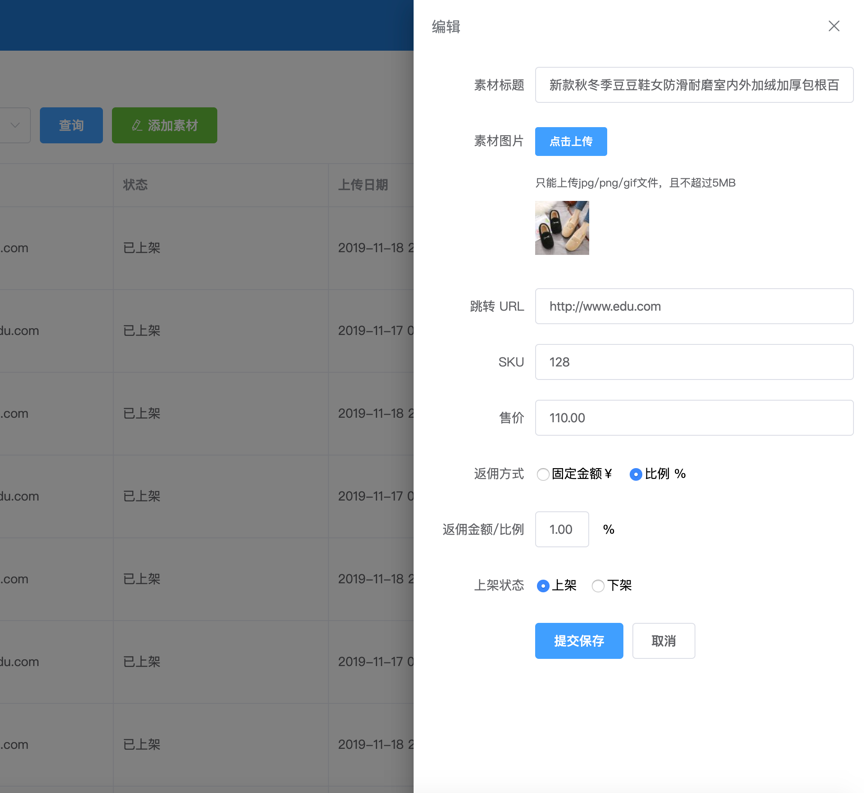 编辑
素材标题 新款秋冬季豆豆鞋女防滑耐磨室内外加绒加厚包根百
素材图片 点击上传
只能上传jpg/png/gif文件，且不超过5MB
跳转 URL http://www.edu.com
SKU 128
售价 110.00
返佣方式 固定金额¥ 比例 %
返佣金额/比例 1.00 %
上架状态 上架 下架
提交保存 取消
查询 添加素材
状态 上传日期
.com 已上架 2019-11-18 2
du.com 已上架 2019-11-17 0
.com 已上架 2019-11-18 2
du.com 已上架 2019-11-17 0
.com 已上架 2019-11-18 2
du.com 已上架 2019-11-17 0
.com 已上架 2019-11-18 2